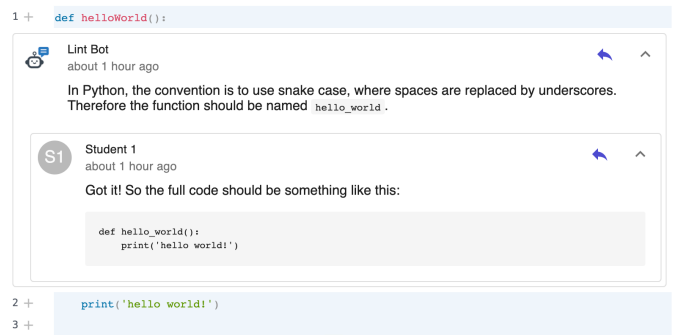 1 + def helloWorld():
Lint Bot
about 1 hour ago
In Python, the convention is to use snake case, where spaces are replaced by underscores.
Therefore the function should be named hello_world .
S1
Student 1
about 1 hour ago
Got it! So the full code should be something like this:
def hello_world():
    print('hello world!')
2 +     print('hello world!')
3 +